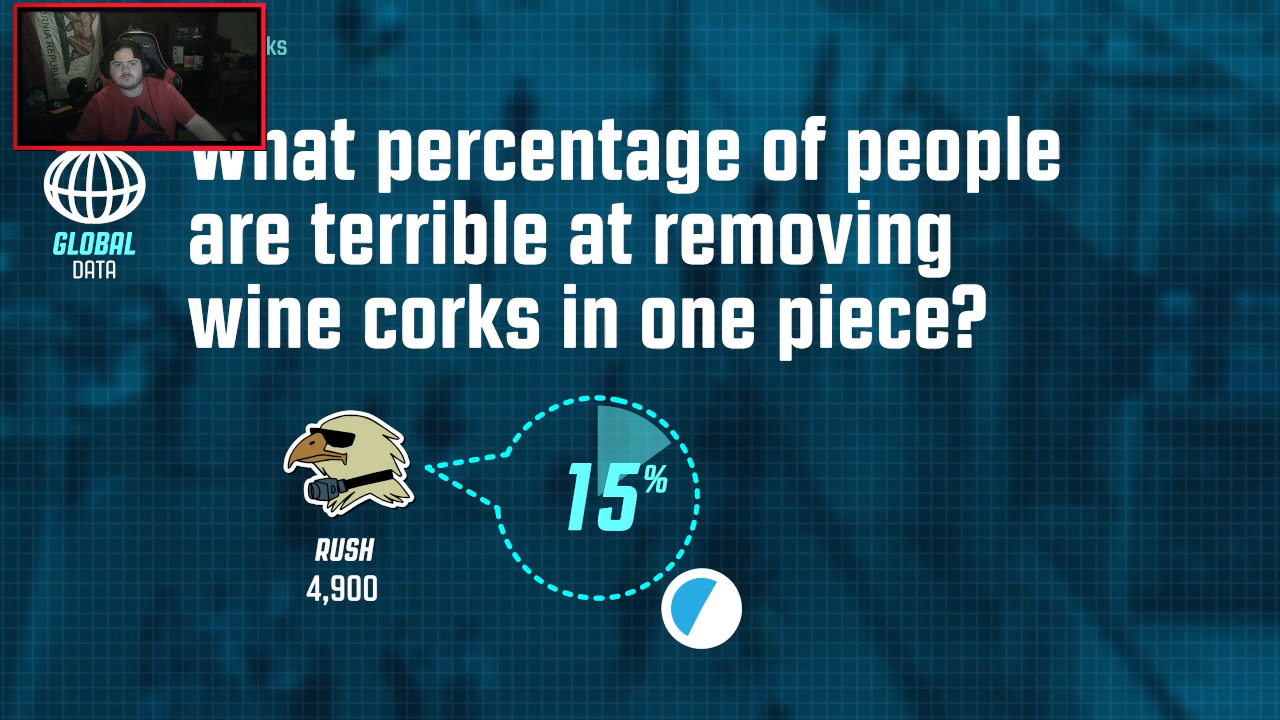 ks
What percentage of people
are terrible at removing
wine corks in one piece?
GLOBAL
DATA
15%
RUSH
4,900